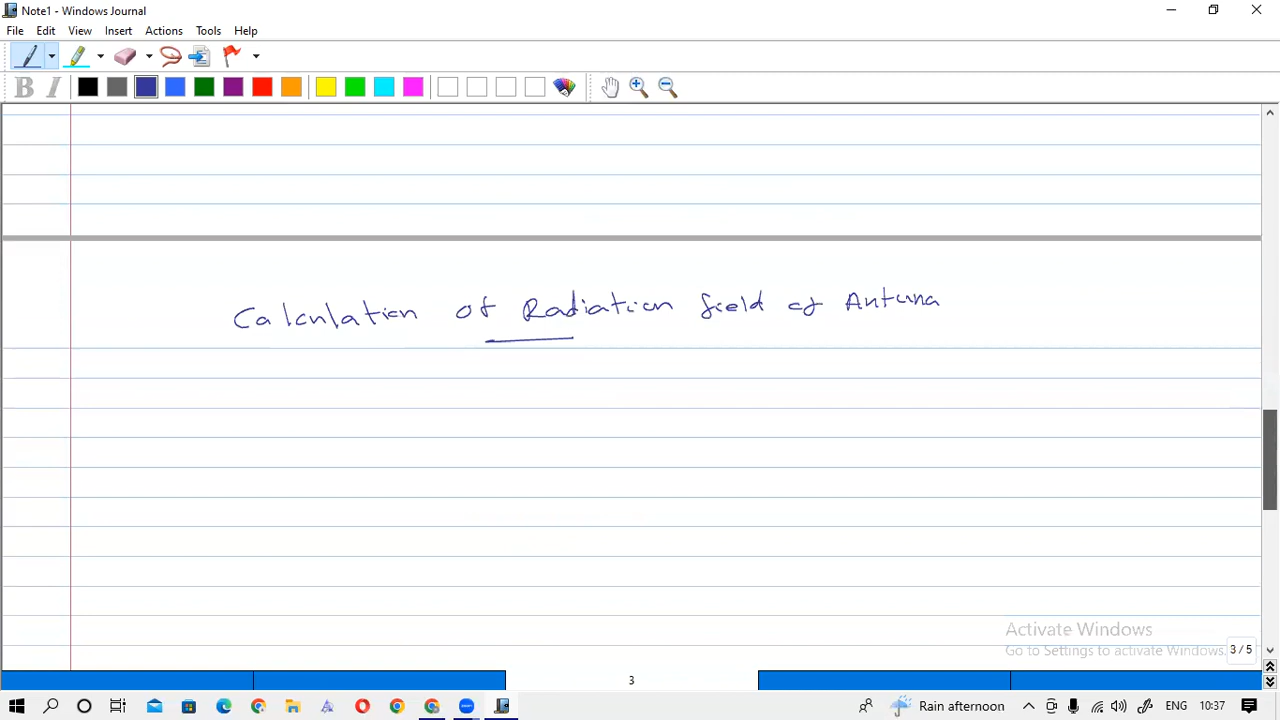 Note1 - Windows Journal
File Edit View Insert Actions Tools Help
B I
Calculation of Radiation field of Antenna
Activate Windows
Go to Settings to activate Windows.
3 / 5
3
Rain afternoon
ENG
10:37